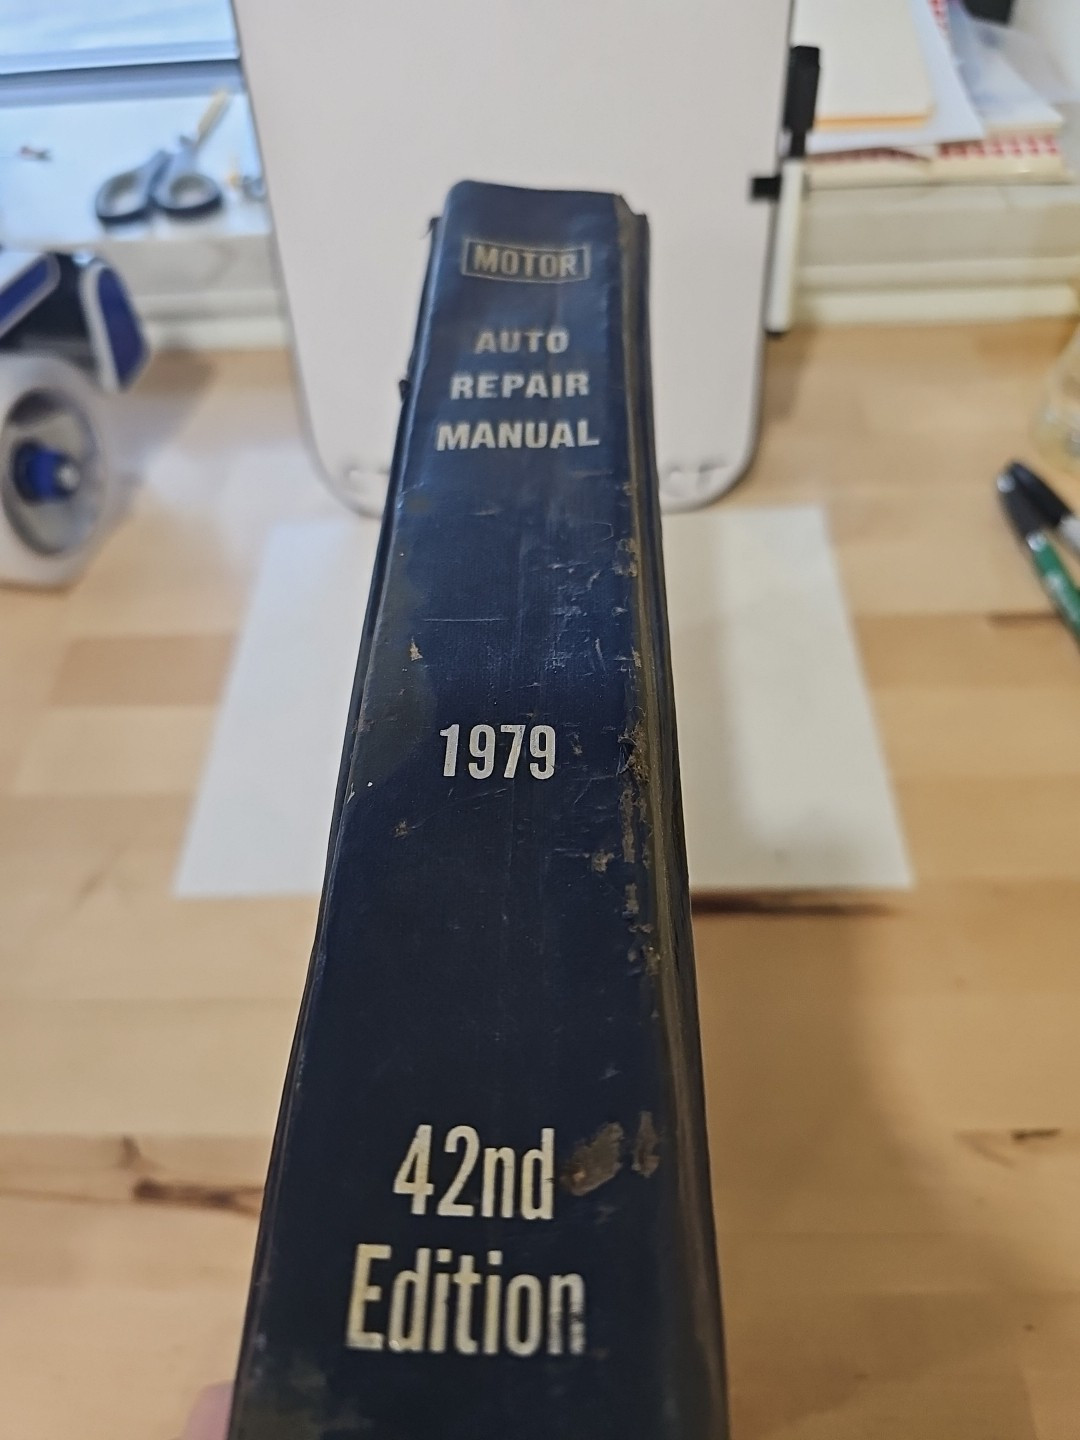 MOTOR
AUTO
REPAIR
MANUAL
1979
42nd
Edition